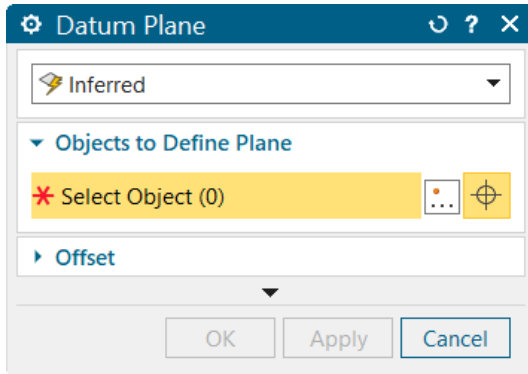 Datum Plane
Inferred
Objects to Define Plane
Select Object (0)
Offset
OK Apply Cancel